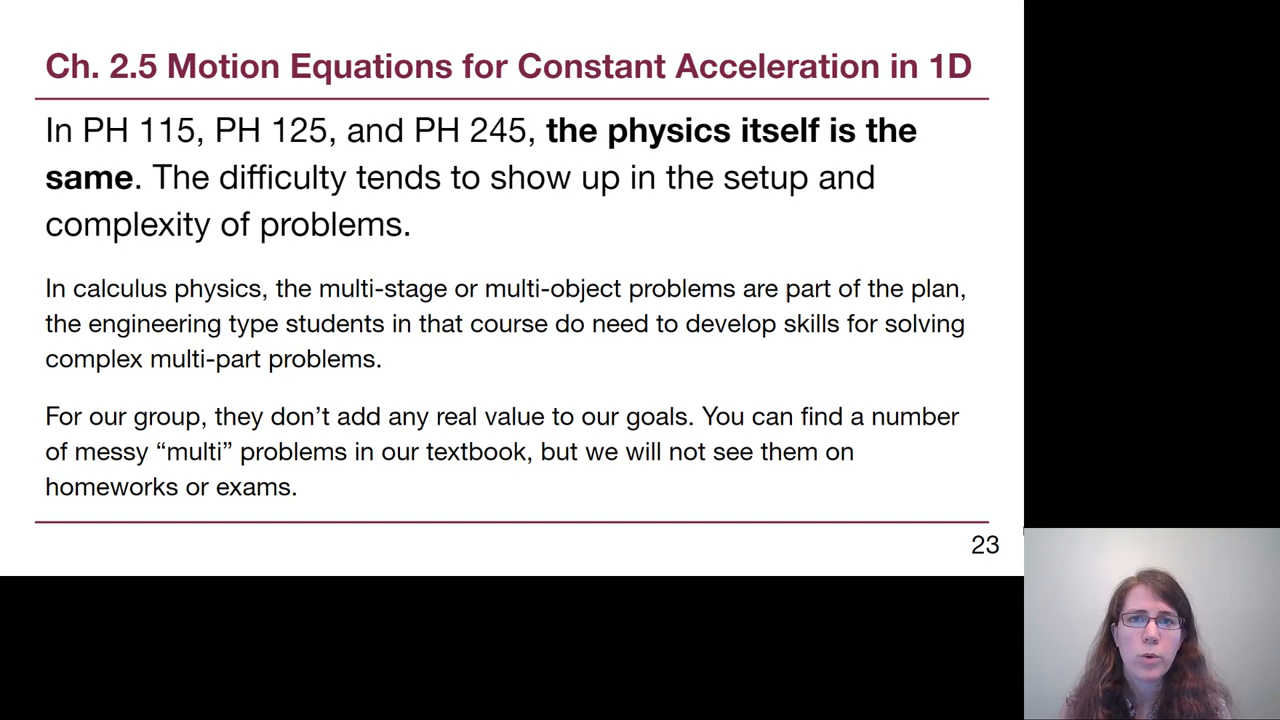 Ch. 2.5 Motion Equations for Constant Acceleration in 1D
In PH 115, PH 125, and PH 245, the physics itself is the
same. The difficulty tends to show up in the setup and
complexity of problems.
In calculus physics, the multi-stage or multi-object problems are part of the plan,
the engineering type students in that course do need to develop skills for solving
complex multi-part problems.
For our group, they don’t add any real value to our goals. You can find a number
of messy “multi” problems in our textbook, but we will not see them on
homeworks or exams.
23